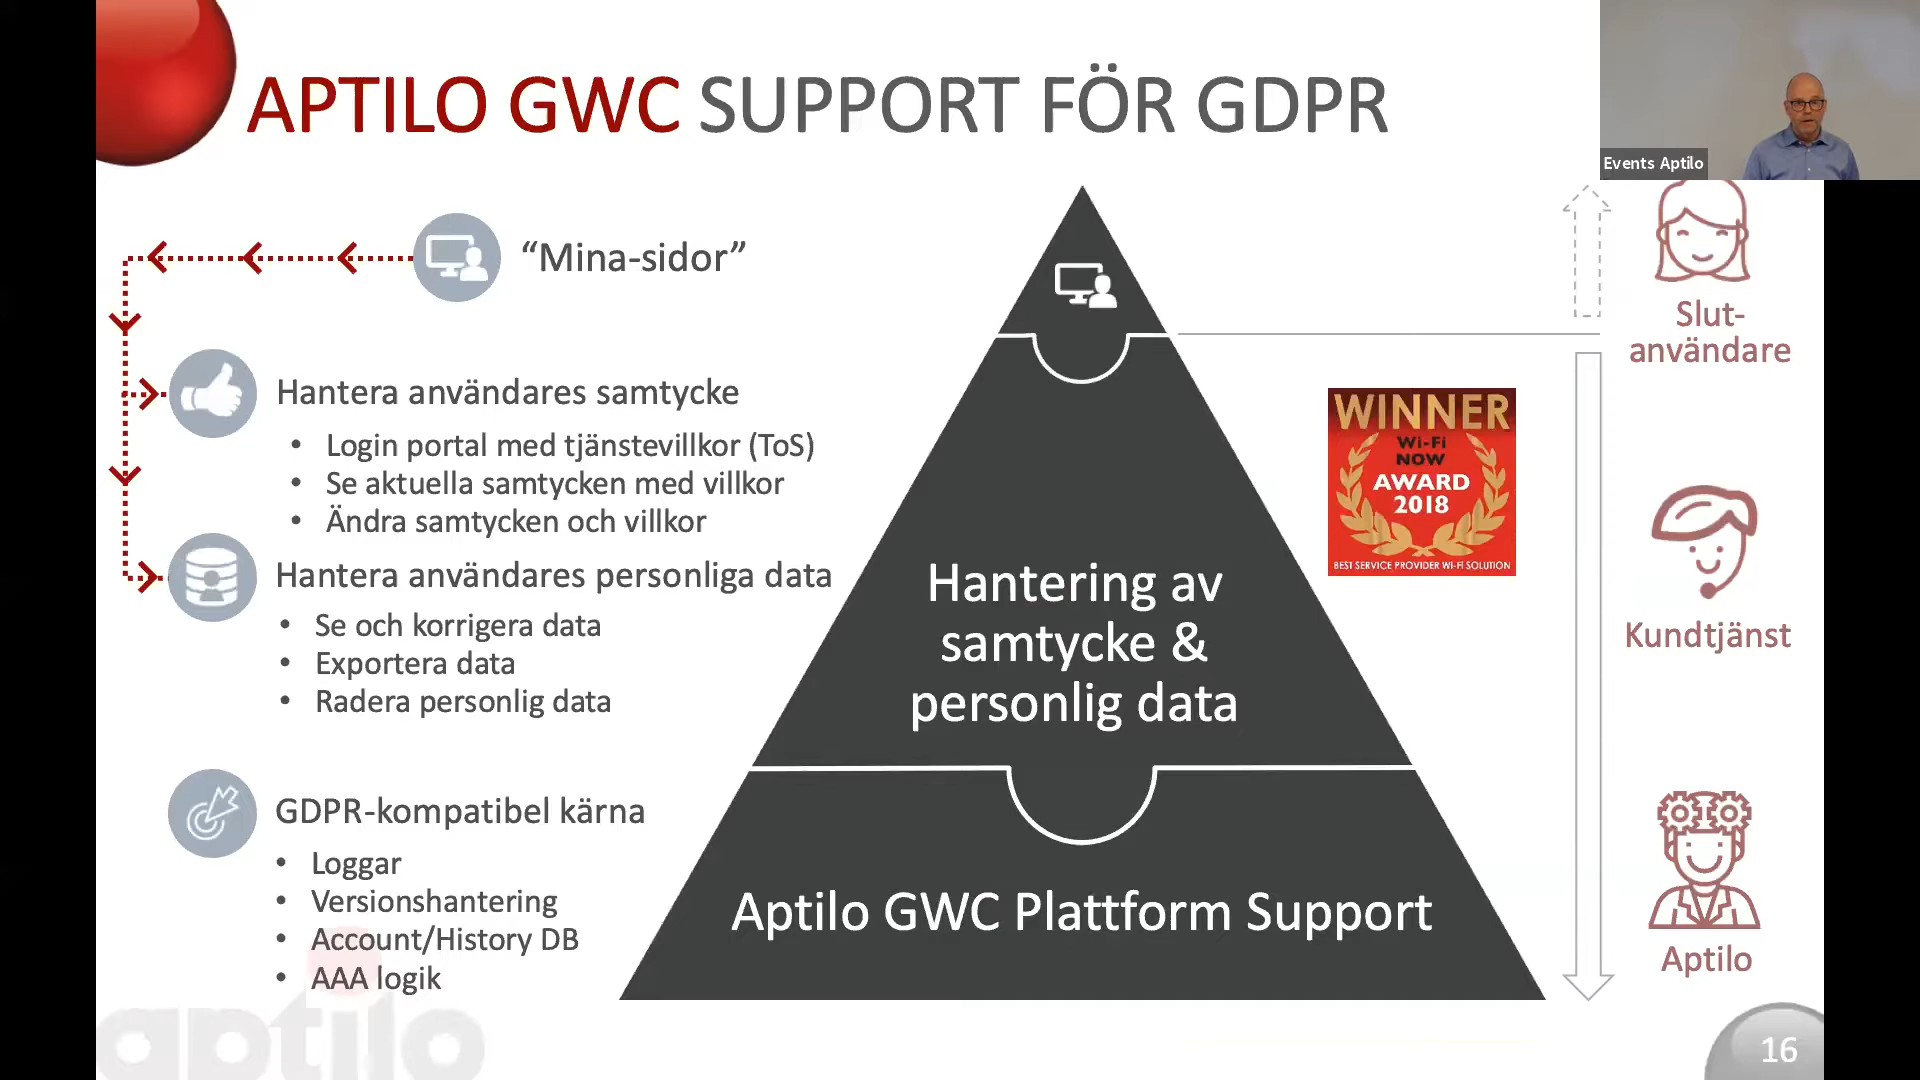 APTILO GWC SUPPORT FÖR GDPR
Events Aptilo
“Mina-sidor”
Hantera användares samtycke
• Login portal med tjänstevillkor (ToS)
• Se aktuella samtycken med villkor
• Ändra samtycken och villkor
Hantera användares personliga data
• Se och korrigera data
• Exportera data
• Radera personlig data
GDPR-kompatibel kärna
• Loggar
• Versionshantering
• Account/History DB
• AAA logik
aptilo
Hantering av
samtycke &
personlig data
Aptilo GWC Plattform Support
WINNER
Wi-Fi
NOW
AWARD
2018
BEST SERVICE PROVIDER WI-FI SOLUTION
Slut-
användare
Kundtjänst
Aptilo
16